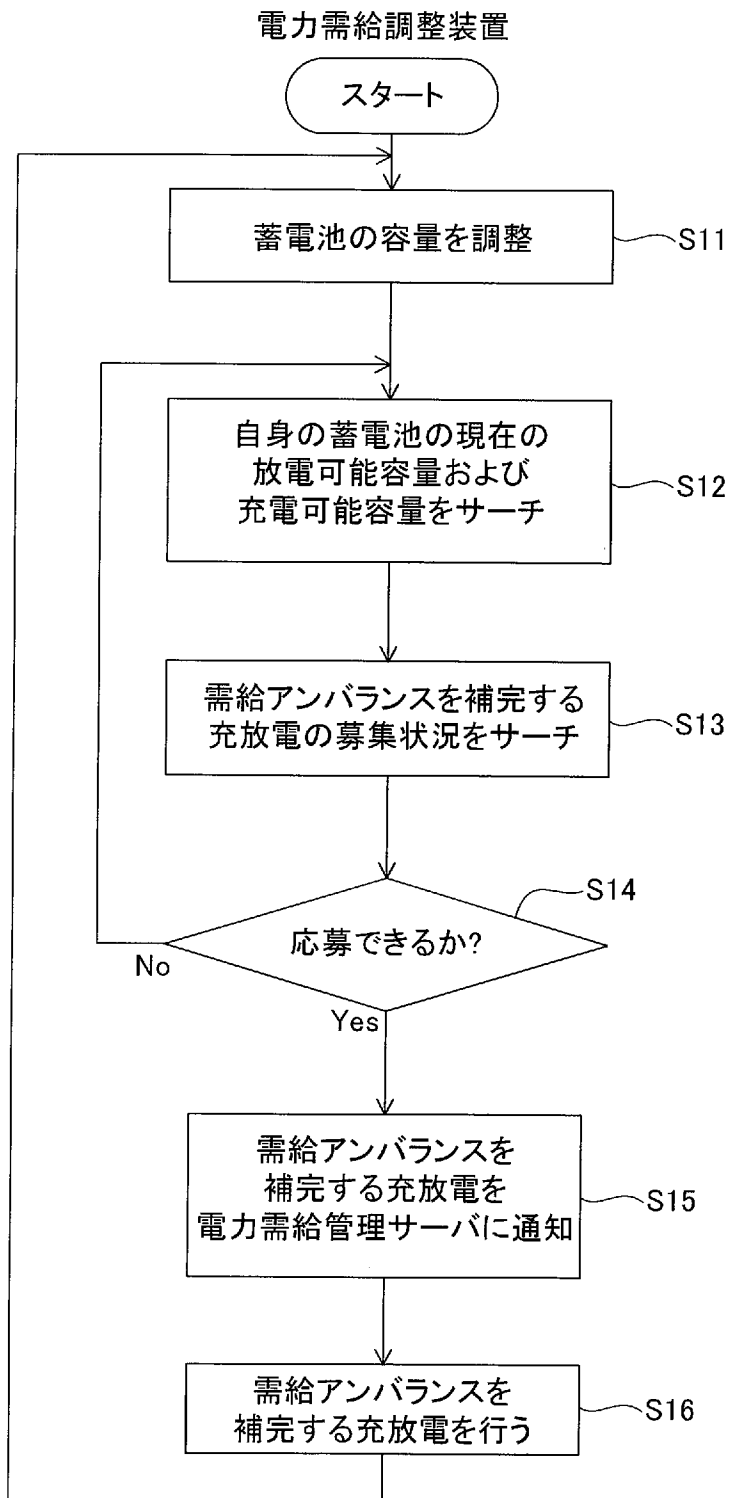 電力需給調整装置
スタート
蓄電池の容量を調整
S11
自身の蓄電池の現在の
放電可能容量および
充電可能容量をサーチ
S12
需給アンバランスを補完する
充放電の募集状況をサーチ
S13
応募できるか?
S14
No
Yes
需給アンバランスを
補完する充放電を
電力需給管理サーバに通知
S15
需給アンバランスを
補完する充放電を行う
S16